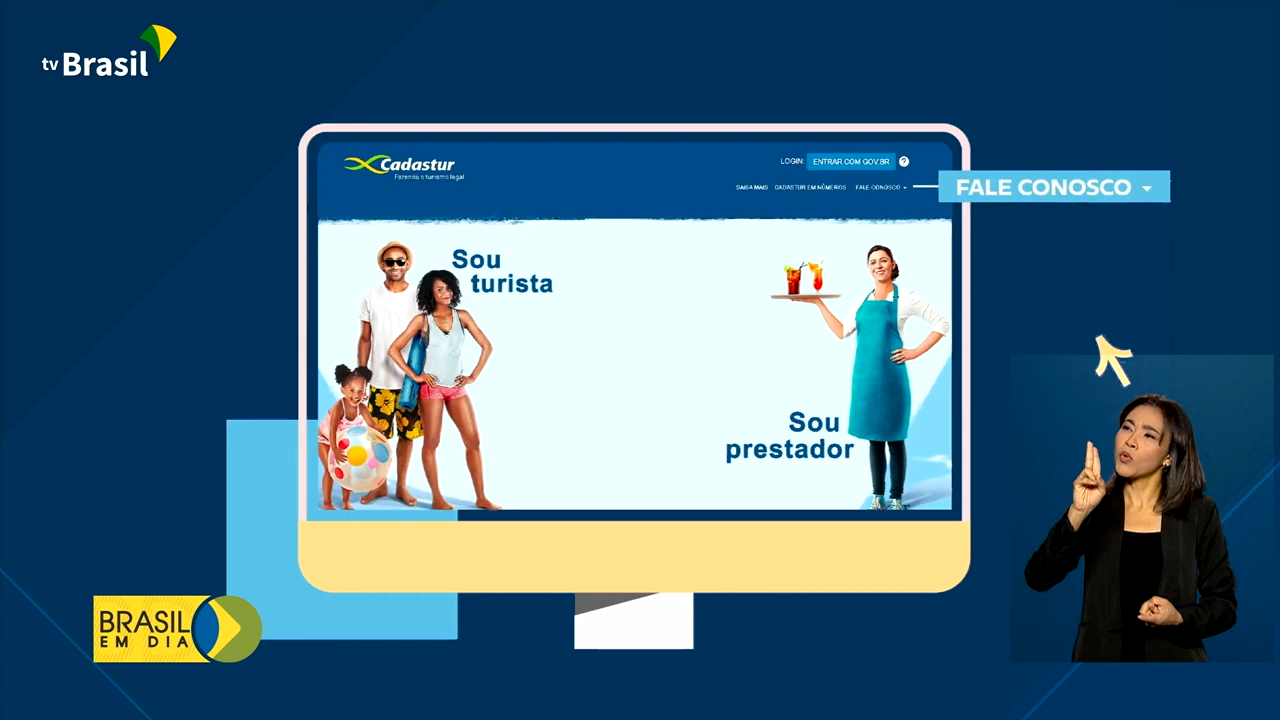 tv Brasil
Cadastur
Fazendo o turismo legal
LOGIN: ENTRAR COM GOV.BR ?
SAIBA MAIS CADASTUR EM NÚMEROS FALE CONOSCO
FALE CONOSCO
Sou
turista
Sou
prestador
BRASIL
EM DIA